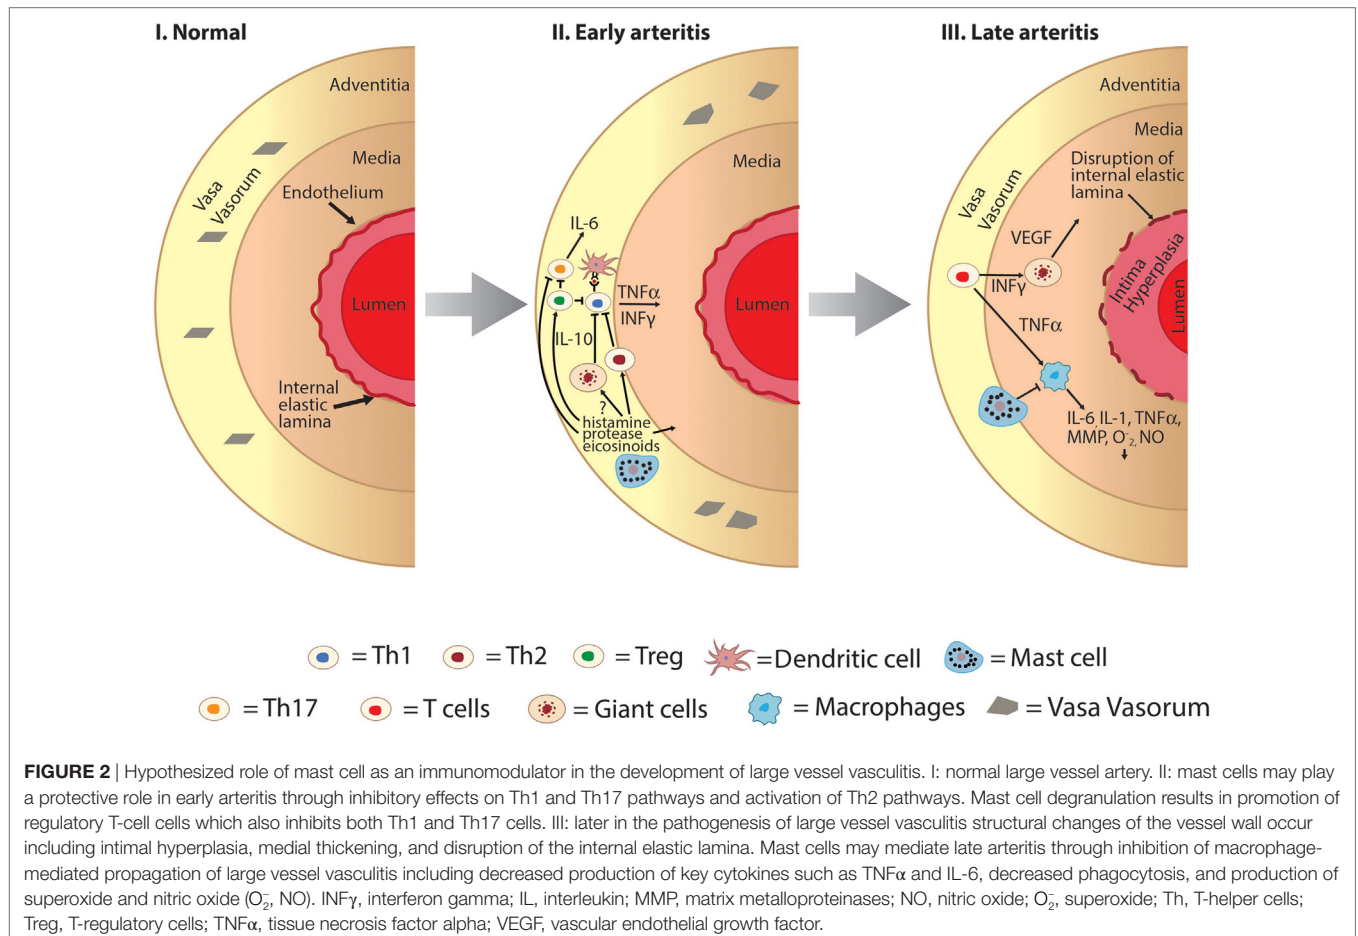 I. Normal
II. Early arteritis
III. Late arteritis
Adventitia
Media
Vasa
Vasorum
Endothelium
Lumen
Internal
elastic
lamina
Media
IL-6
TNFα
INFγ
IL-10
?
histamine
protease
eicosinoids
Lumen
Adventitia
Media
Disruption of
internal elastic
lamina
Vasa
Vasorum
VEGF
INFγ
TNFα
Intima
Hyperplasia
Lumen
IL-6, IL-1, TNFα,
MMP, O⁻₂, NO
= Th1
= Th2
= Treg
=Dendritic cell
= Mast cell
= Th17
= T cells
= Giant cells
= Macrophages
= Vasa Vasorum
FIGURE 2 | Hypothesized role of mast cell as an immunomodulator in the development of large vessel vasculitis. I: normal large vessel artery. II: mast cells may play
a protective role in early arteritis through inhibitory effects on Th1 and Th17 pathways and activation of Th2 pathways. Mast cell degranulation results in promotion of
regulatory T-cell cells which also inhibits both Th1 and Th17 cells. III: later in the pathogenesis of large vessel vasculitis structural changes of the vessel wall occur
including intimal hyperplasia, medial thickening, and disruption of the internal elastic lamina. Mast cells may mediate late arteritis through inhibition of macrophage-
mediated propagation of large vessel vasculitis including decreased production of key cytokines such as TNFα and IL-6, decreased phagocytosis, and production of
superoxide and nitric oxide (O₂⁻, NO). INFγ, interferon gamma; IL, interleukin; MMP, matrix metalloproteinases; NO, nitric oxide; O₂⁻, superoxide; Th, T-helper cells;
Treg, T-regulatory cells; TNFα, tissue necrosis factor alpha; VEGF, vascular endothelial growth factor.